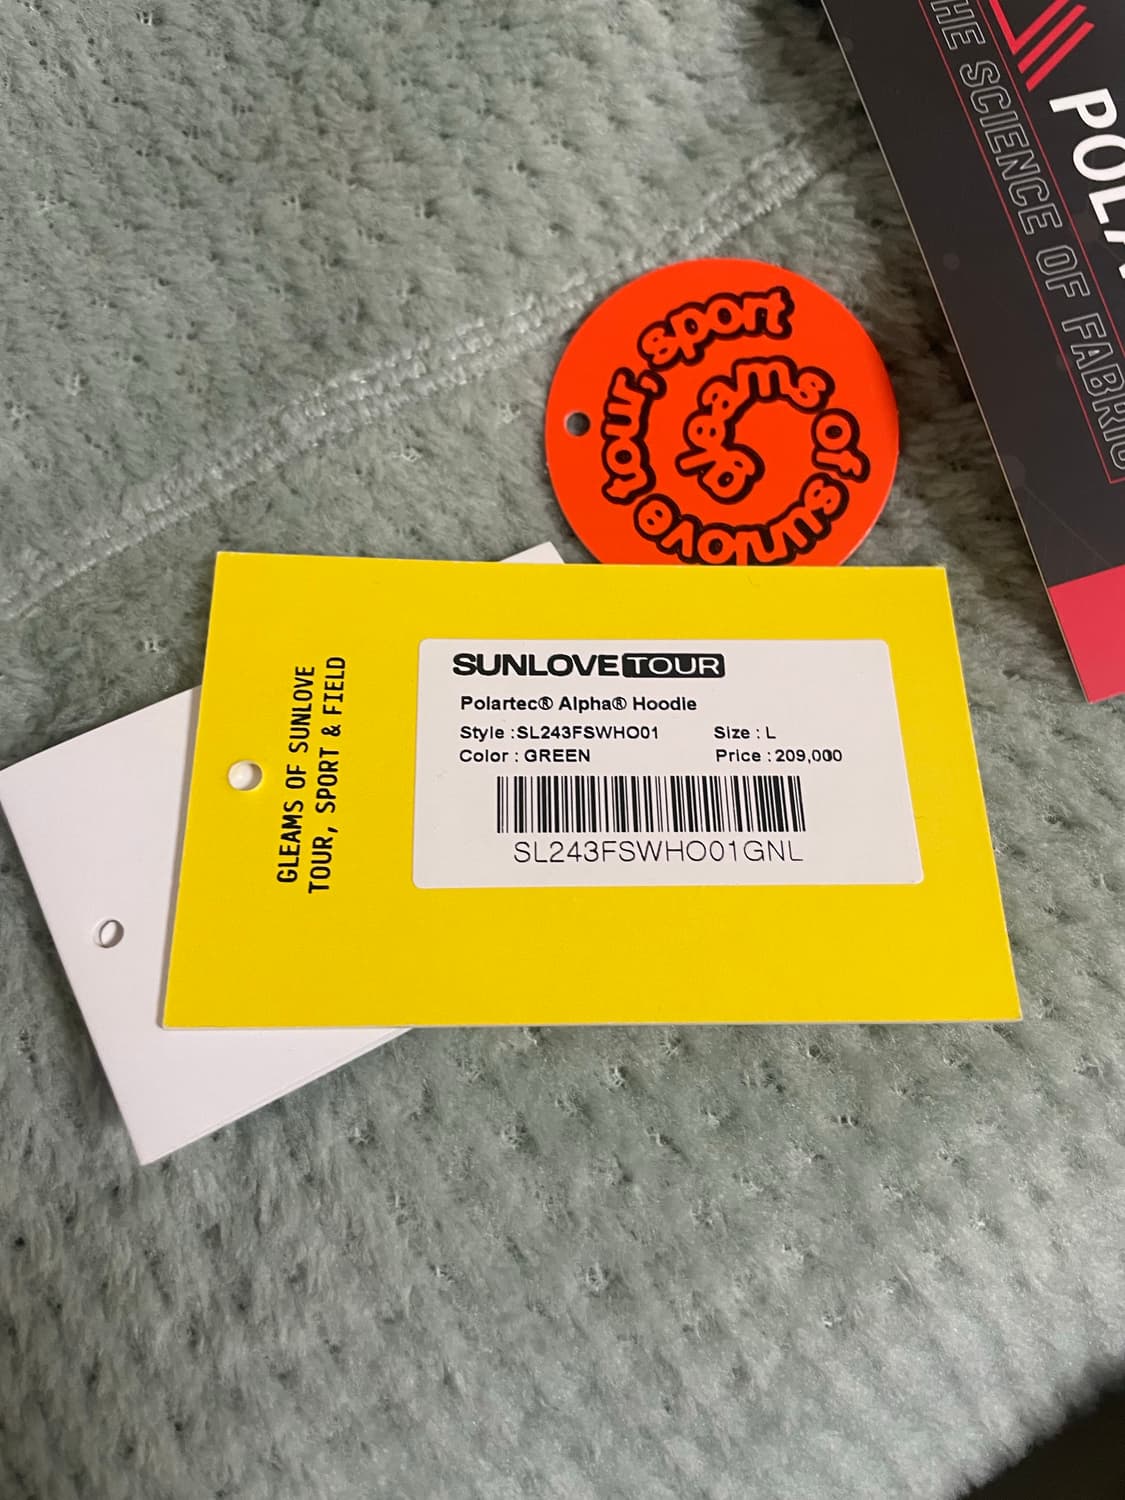 THE SCIENCE OF FABRIC
POLA
gleams of sunlove tour, sport
GLEAMS OF SUNLOVE
TOUR, SPORT & FIELD
SUNLOVE TOUR
Polartec® Alpha® Hoodie
Style :SL243FSWHO01 Size : L
Color : GREEN Price : 209,000
SL243FSWHO01GNL